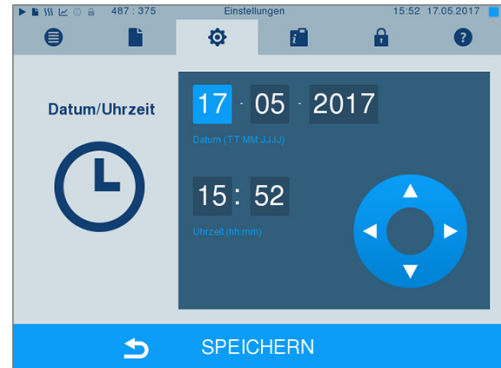 487 : 375 Einstellungen 15:52 17.05.2017
Datum/Uhrzeit
17 . 05 . 2017
Datum (TT:MM:JJJJ)
15 : 52
Uhrzeit (hh:mm)
SPEICHERN